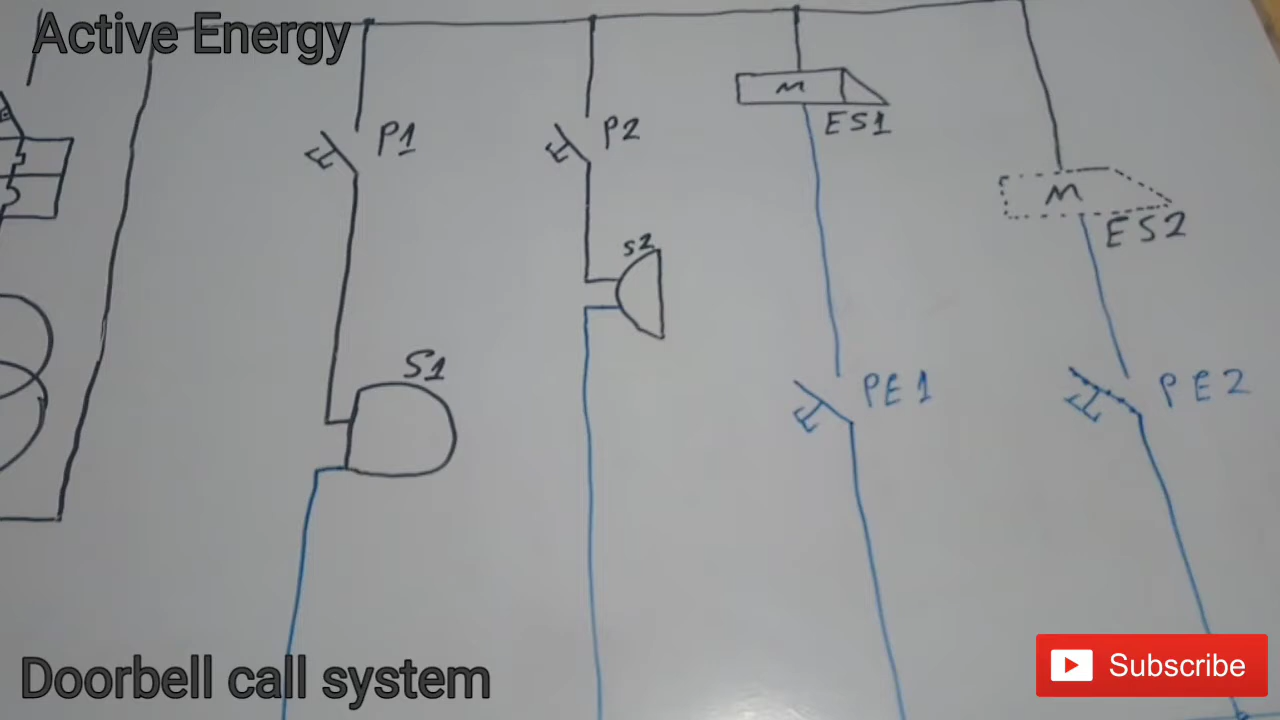 Active Energy
P1
P2
M
ES1
M
ES2
S2
S1
PE1
PE2
Doorbell call system
Subscribe